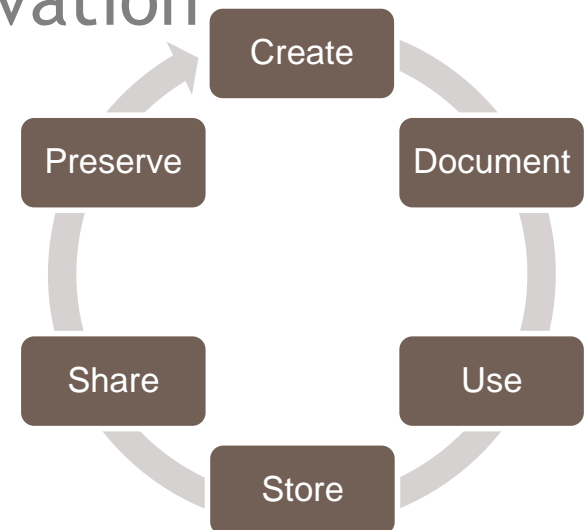 vation
Create
Document
Use
Store
Share
Preserve